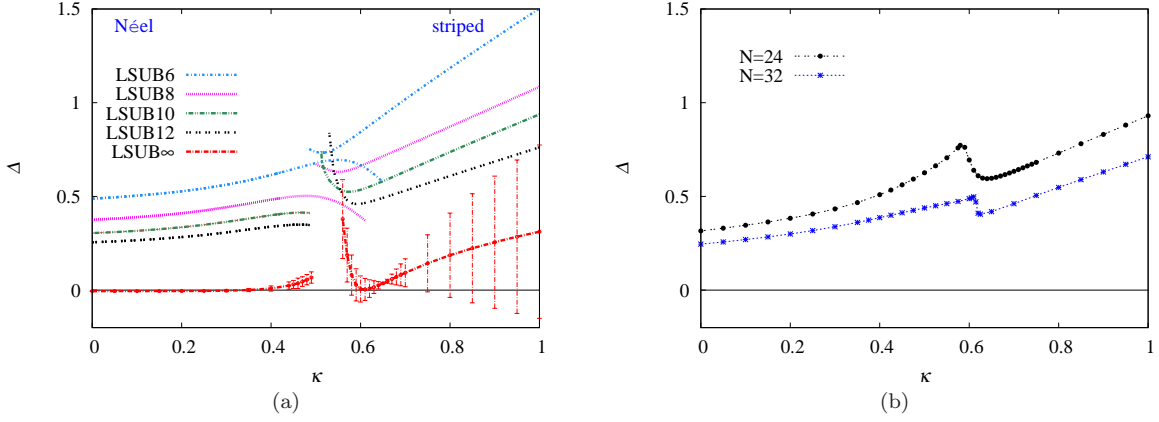 1.5
1
0.5
0
Δ
Néel
striped
LSUB6
LSUB8
LSUB10
LSUB12
LSUB∞
0 0.2 0.4 0.6 0.8 1
κ
(a)
1.5
1
0.5
0
Δ
N=24
N=32
0 0.2 0.4 0.6 0.8 1
κ
(b)